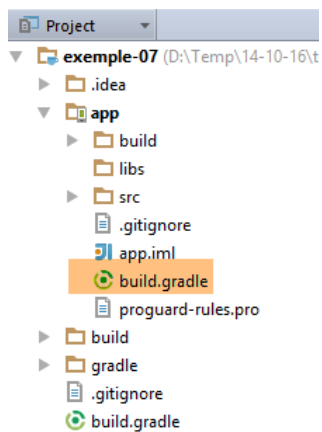 Project
exemple-07 (D:\Temp\14-10-16\t
.idea
app
build
libs
src
.gitignore
app.iml
build.gradle
proguard-rules.pro
build
gradle
.gitignore
build.gradle